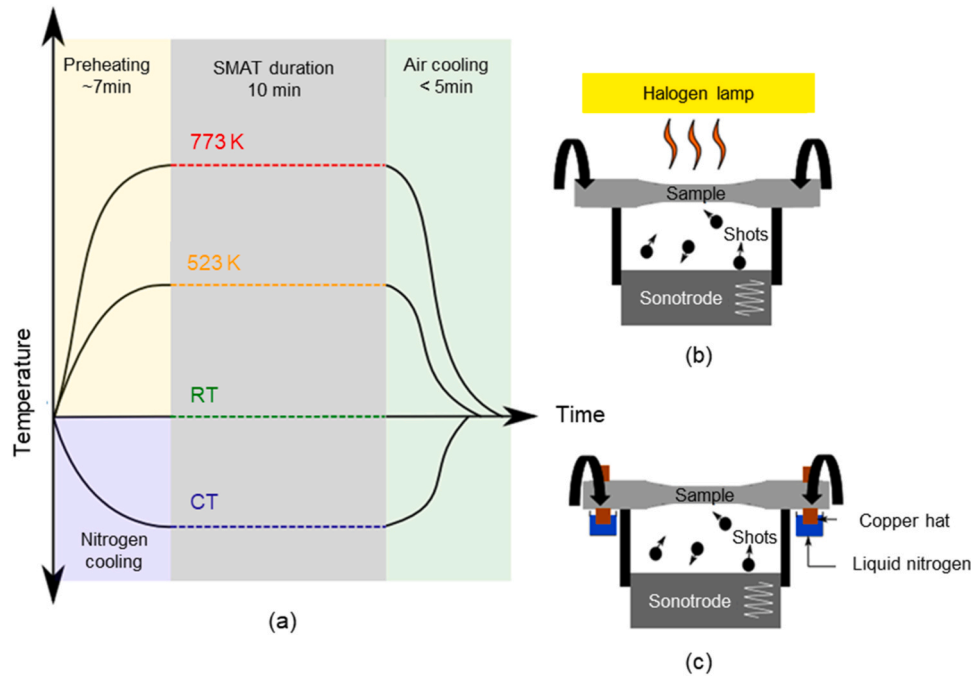 Preheating
~7min
SMAT duration
10 min
Air cooling
< 5min
773 K
523 K
RT
CT
Nitrogen
cooling
Temperature
Time
(a)
Halogen lamp
Sample
Shots
Sonotrode
(b)
Sample
Shots
Sonotrode
Copper hat
Liquid nitrogen
(c)